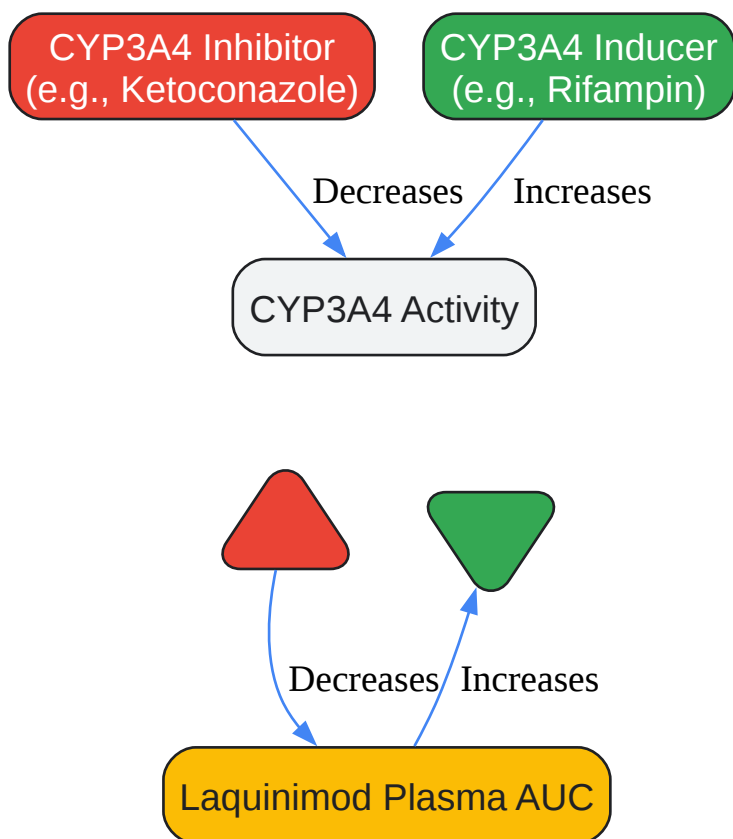 CYP3A4 Inhibitor
(e.g., Ketoconazole)
CYP3A4 Inducer
(e.g., Rifampin)
Decreases
Increases
CYP3A4 Activity
Decreases
Increases
Laquinimod Plasma AUC